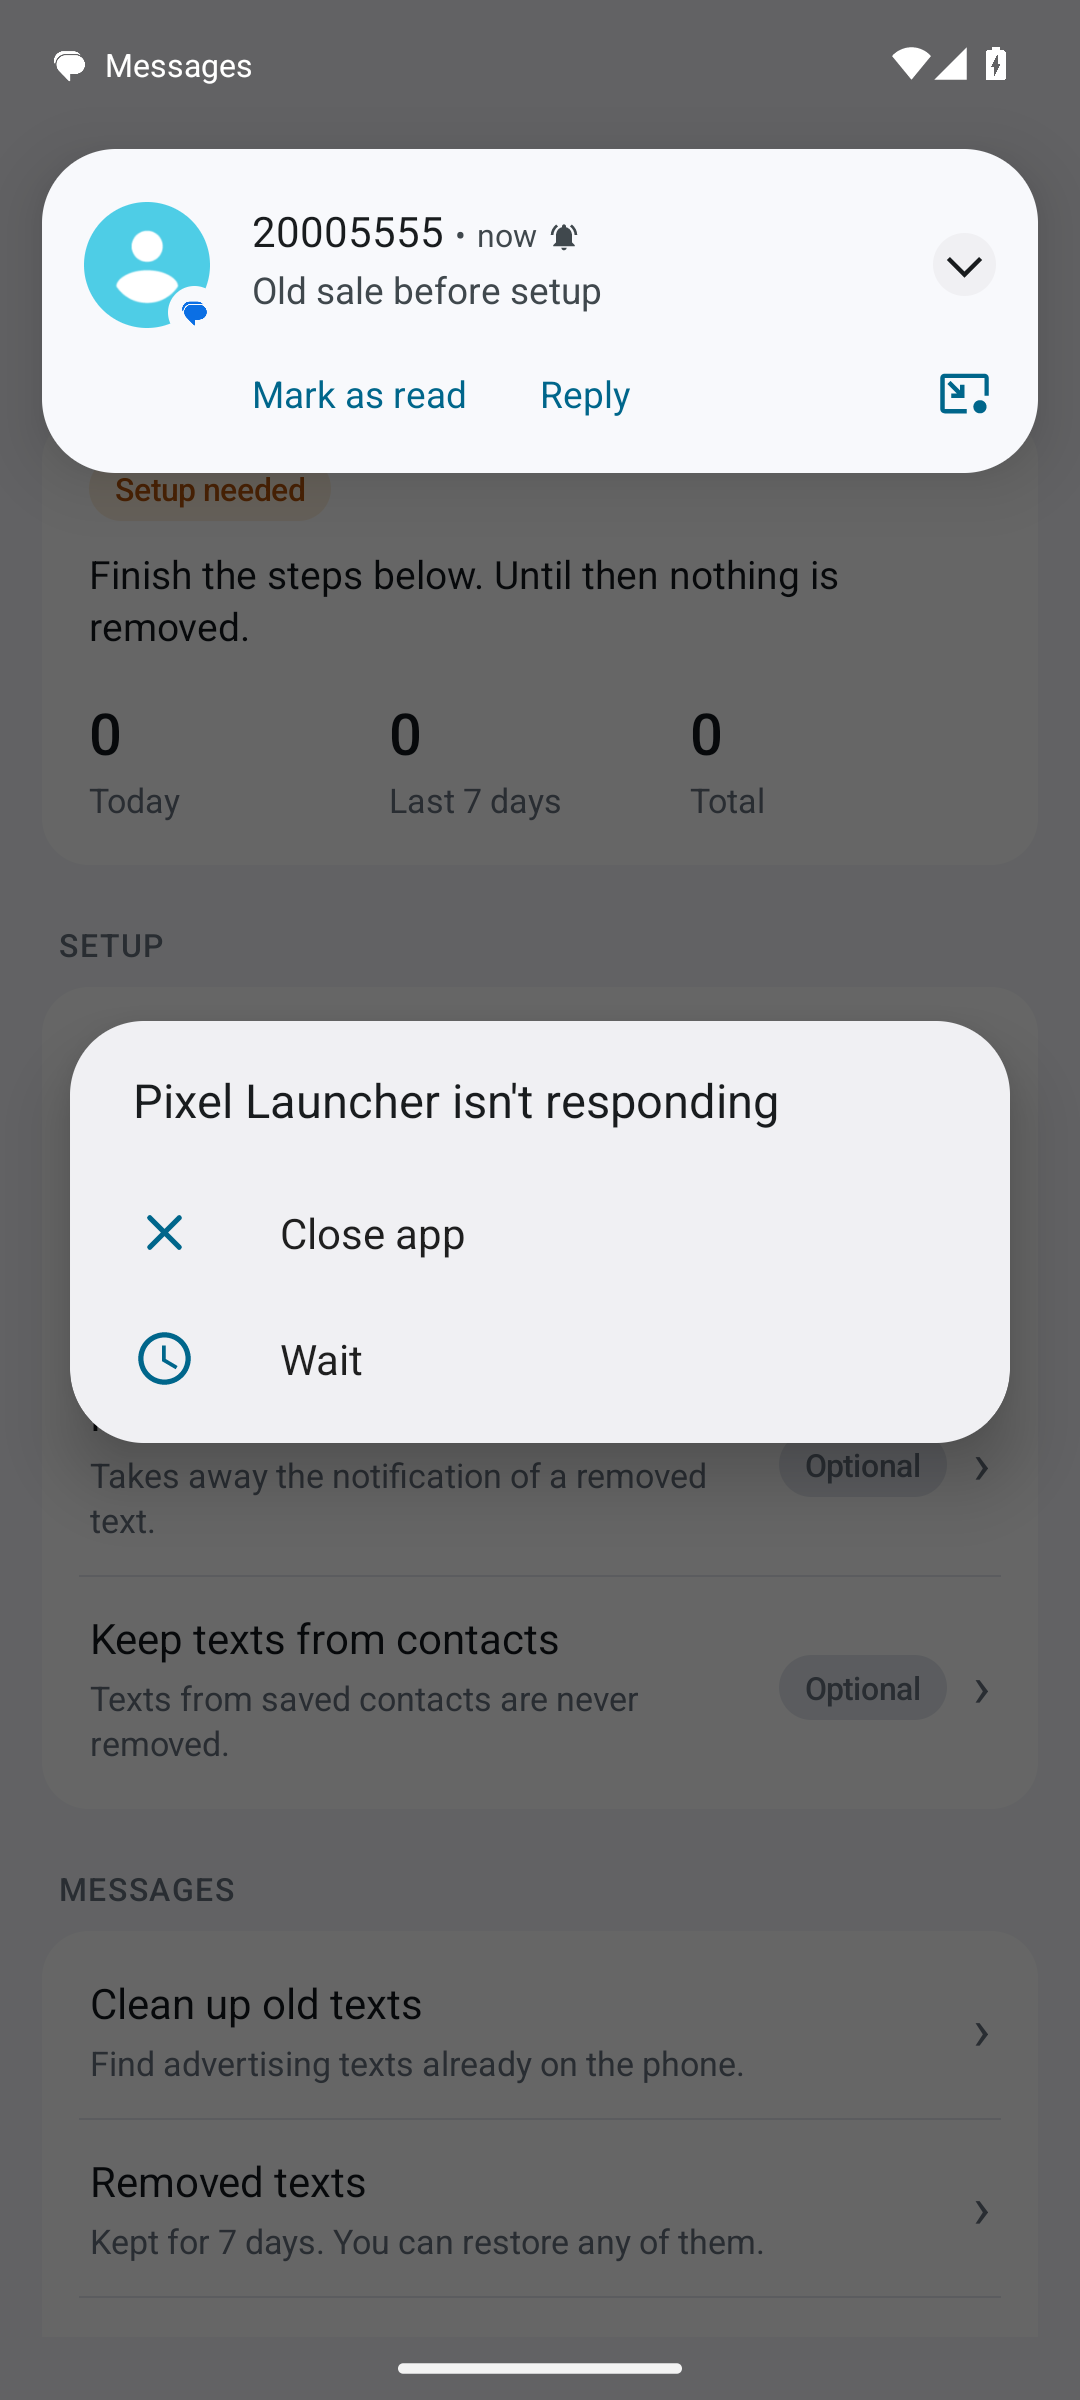 Messages
20005555 • now
Old sale before setup
Mark as read Reply
Setup needed
Finish the steps below. Until then nothing is
removed.
0 0 0
Today Last 7 days Total
SETUP
Pixel Launcher isn't responding
Close app
Wait
Takes away the notification of a removed
text.
Optional
Keep texts from contacts
Texts from saved contacts are never
removed.
Optional
MESSAGES
Clean up old texts
Find advertising texts already on the phone.
Removed texts
Kept for 7 days. You can restore any of them.